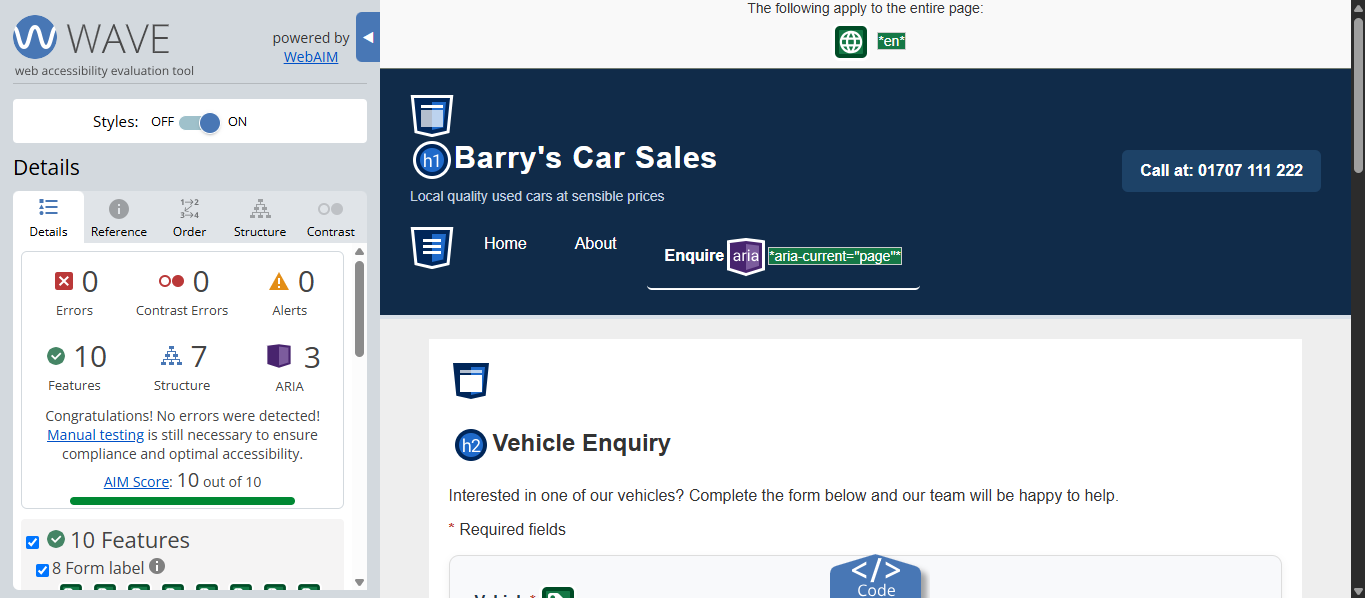 WAVE
web accessibility evaluation tool
powered by
WebAIM
Styles: OFF ON
Details
Details
Reference
Order
Structure
Contrast
0
Errors
0
Contrast Errors
0
Alerts
10
Features
7
Structure
3
ARIA
Congratulations! No errors were detected!
Manual testing is still necessary to ensure
compliance and optimal accessibility.
AIM Score: 10 out of 10
10 Features
8 Form label
The following apply to the entire page:
*en*
h1 Barry's Car Sales
Local quality used cars at sensible prices
Call at: 01707 111 222
Home
About
Enquire aria *aria-current="page"*
h2 Vehicle Enquiry
Interested in one of our vehicles? Complete the form below and our team will be happy to help.
* Required fields
</> 
Code